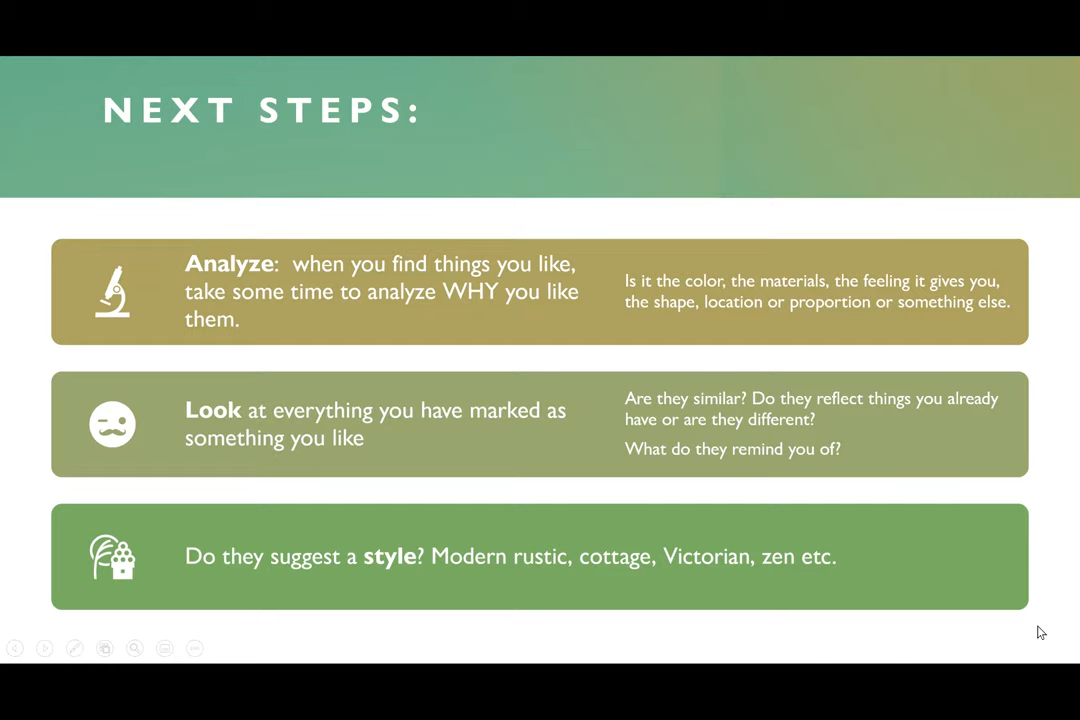 NEXT STEPS:
Analyze:  when you find things you like,
take some time to analyze WHY you like
them.
Is it the color, the materials, the feeling it gives you,
the shape, location or proportion or something else.
Look at everything you have marked as
something you like
Are they similar? Do they reflect things you already
have or are they different?
What do they remind you of?
Do they suggest a style? Modern rustic, cottage, Victorian, zen etc.